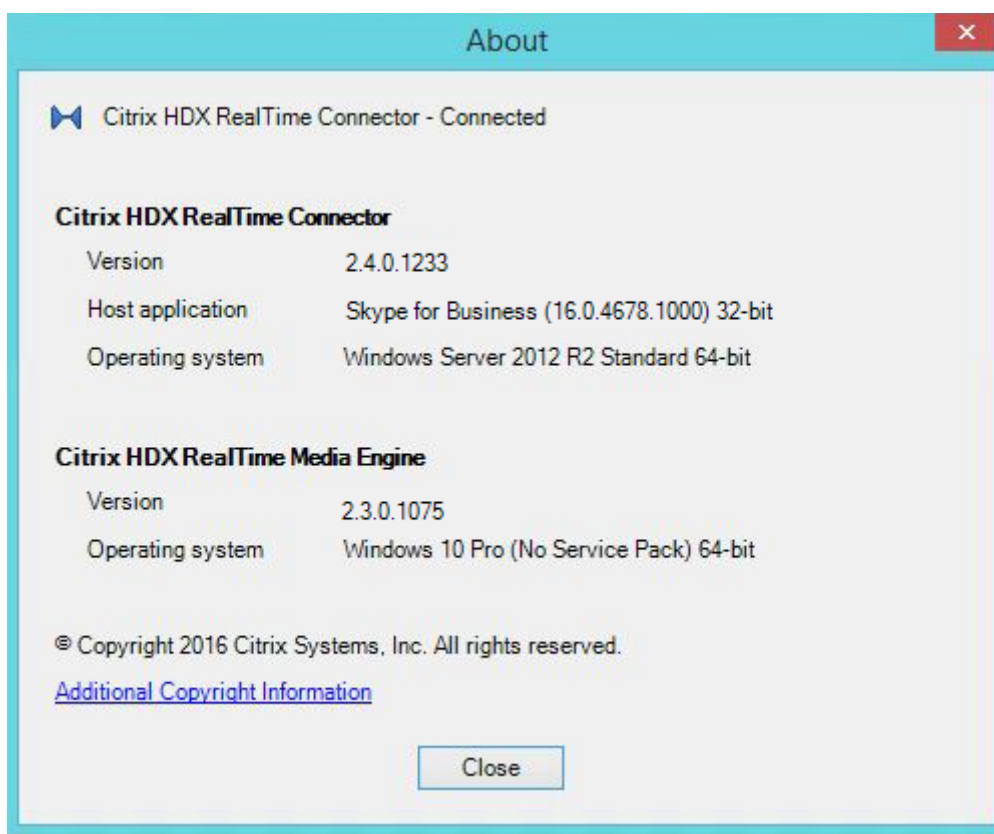 About
Citrix HDX RealTime Connector - Connected
Citrix HDX RealTime Connector
Version 2.4.0.1233
Host application Skype for Business (16.0.4678.1000) 32-bit
Operating system Windows Server 2012 R2 Standard 64-bit
Citrix HDX RealTime Media Engine
Version 2.3.0.1075
Operating system Windows 10 Pro (No Service Pack) 64-bit
© Copyright 2016 Citrix Systems, Inc. All rights reserved.
Additional Copyright Information
Close